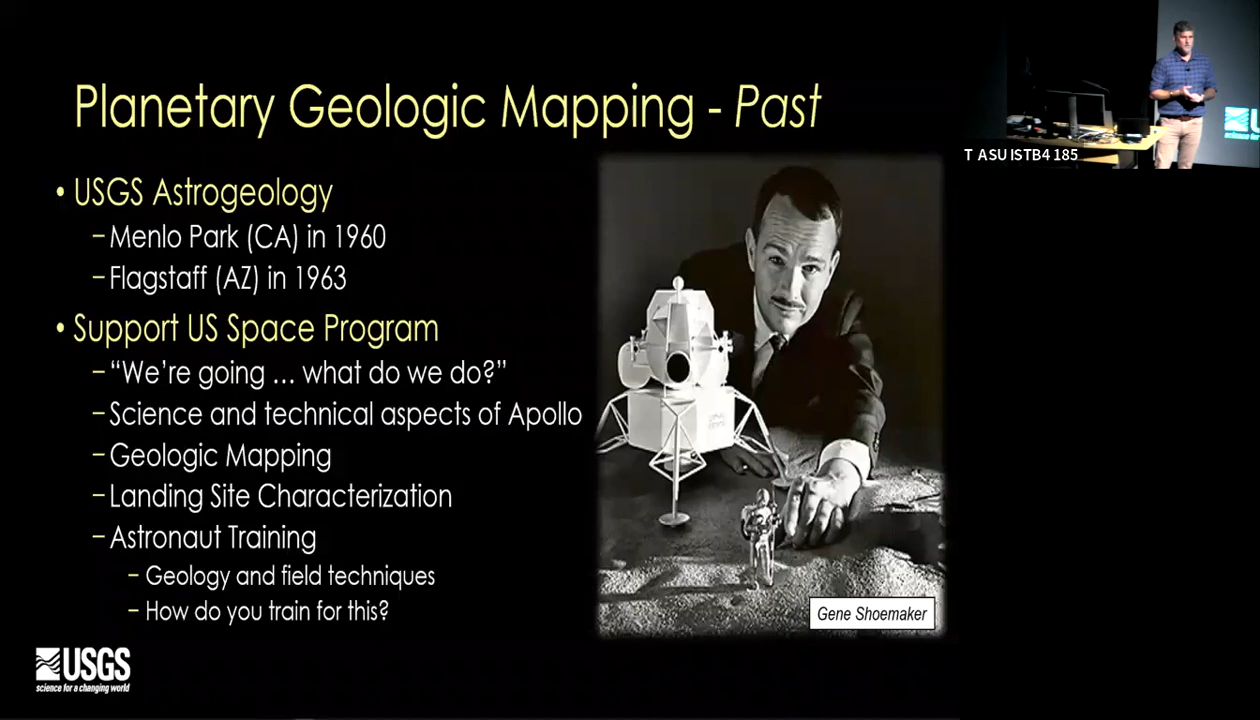 Planetary Geologic Mapping - Past
• USGS Astrogeology
–Menlo Park (CA) in 1960
–Flagstaff (AZ) in 1963
• Support US Space Program
–“We’re going ... what do we do?”
–Science and technical aspects of Apollo
–Geologic Mapping
–Landing Site Characterization
–Astronaut Training
– Geology and field techniques
– How do you train for this?
Gene Shoemaker
USGS
science for a changing world
T ASU ISTB4 185